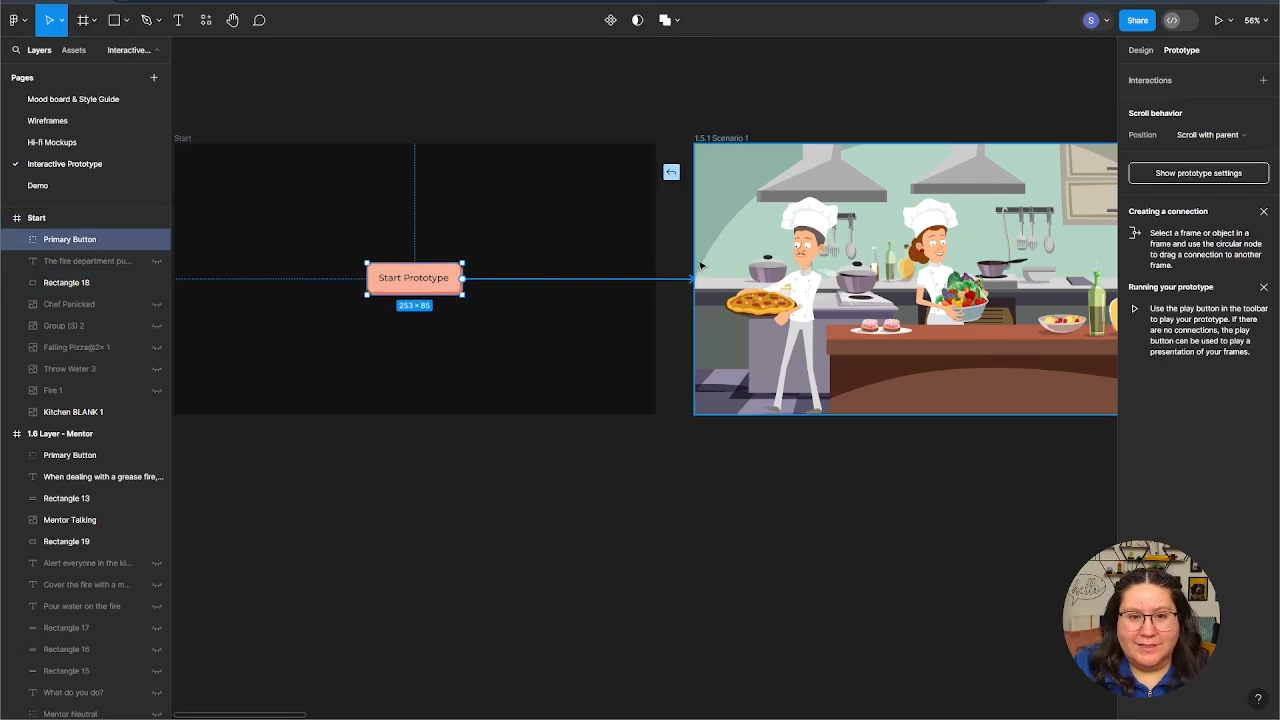 S
Share
56%
Layers
Assets
Interactive...
Pages
Mood board & Style Guide
Wireframes
Hi-fi Mockups
Interactive Prototype
Demo
Start
Primary Button
The fire department pu...
Rectangle 18
Chef Panicked
Group (3) 2
Falling Pizza@2x 1
Throw Water 3
Fire 1
Kitchen BLANK 1
1.6 Layer - Mentor
Primary Button
When dealing with a grease fire,...
Rectangle 13
Mentor Talking
Rectangle 19
Alert everyone in the ki...
Cover the fire with a m...
Pour water on the fire
Rectangle 17
Rectangle 16
Rectangle 15
What do you do?
Mentor Neutral
Start
Start Prototype
253 × 85
1.5.1 Scenario 1
Design
Prototype
Interactions
Scroll behavior
Position
Scroll with parent
Show prototype settings
Creating a connection
Select a frame or object in a
frame and use the circular node
to drag a connection to another
frame.
Running your prototype
Use the play button in the toolbar
to play your prototype. If there
are no connections, the play
button can be used to play a
presentation of your frames.
hello
?